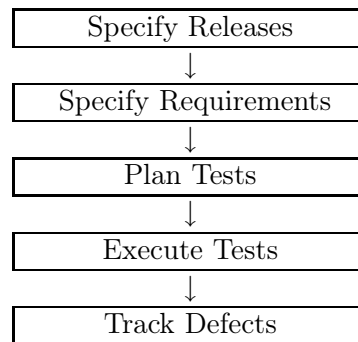 Specify Releases
↓
Specify Requirements
↓
Plan Tests
↓
Execute Tests
↓
Track Defects